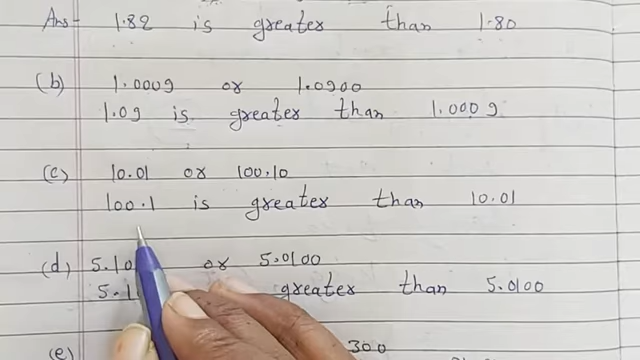 Ans- 1.82 is greater than 1.80
(b) 1.0009 or 1.0900
1.09 is greater than 1.0009
(c) 10.01 or 100.10
100.1 is greater than 10.01
(d) 5.10 or 5.0100
5.1 greater than 5.0100
(e) 300